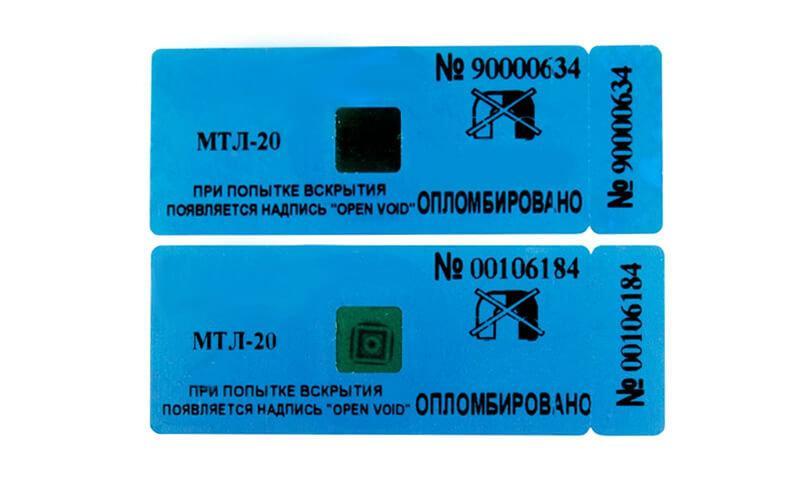 № 90000634
МТЛ-20
ПРИ ПОПЫТКЕ ВСКРЫТИЯ
ПОЯВЛЯЕТСЯ НАДПИСЬ "OPEN VOID"
ОПЛОМБИРОВАНО
№ 90000634
№ 00106184
МТЛ-20
ПРИ ПОПЫТКЕ ВСКРЫТИЯ
ПОЯВЛЯЕТСЯ НАДПИСЬ "OPEN VOID"
ОПЛОМБИРОВАНО
№ 00106184